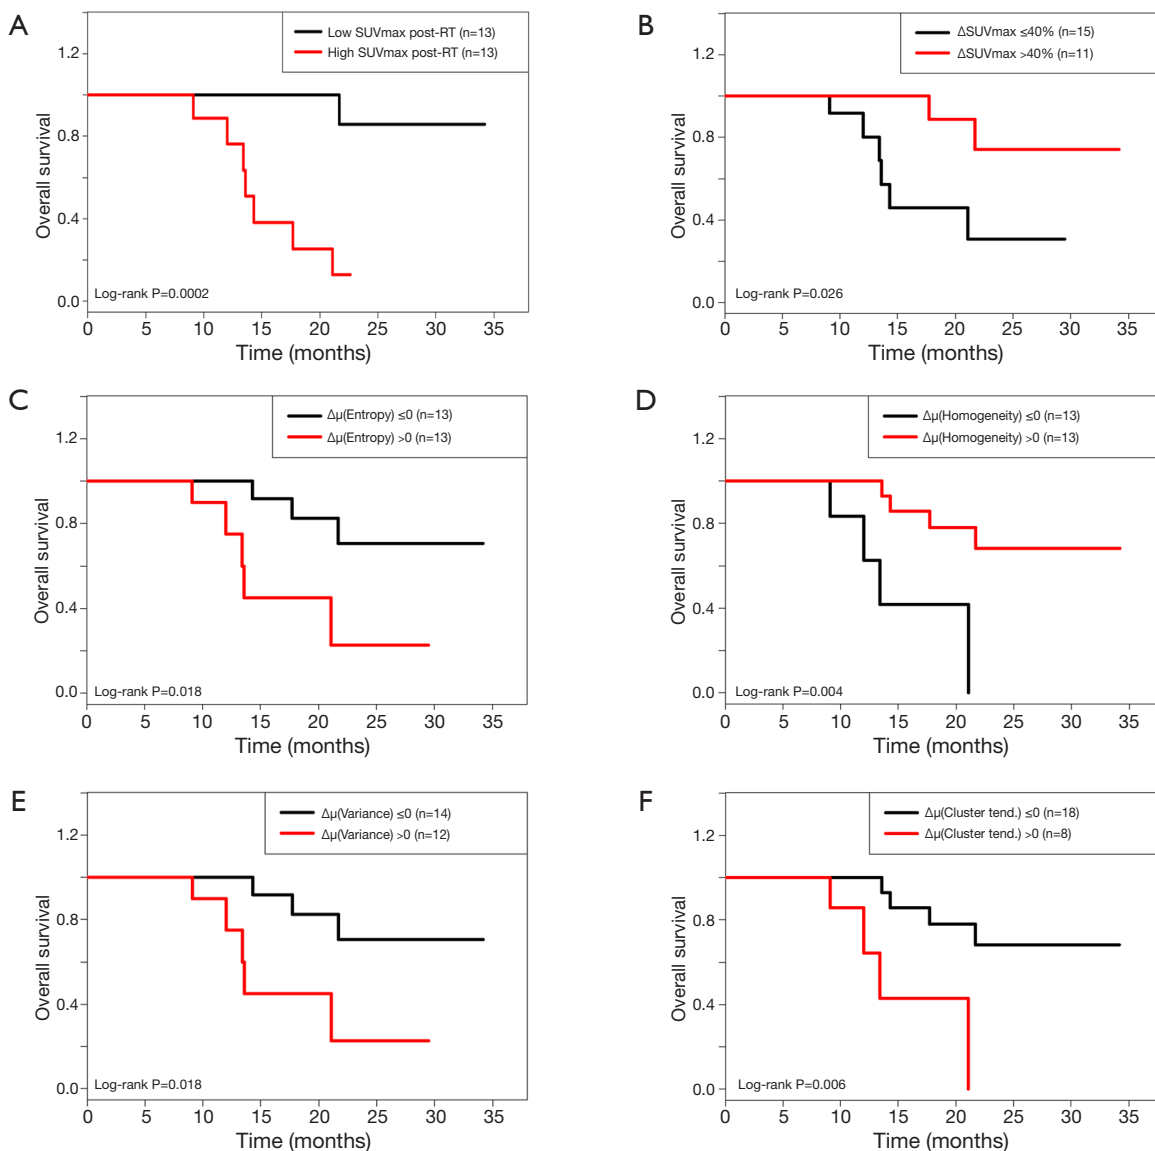 A
Low SUVmax post-RT (n=13)
High SUVmax post-RT (n=13)
1.2
0.8
0.4
0.0
Overall survival
Log-rank P=0.0002
0 5 10 15 20 25 30 35
Time (months)
B
ΔSUVmax ≤40% (n=15)
ΔSUVmax >40% (n=11)
1.2
0.8
0.4
0.0
Overall survival
Log-rank P=0.026
0 5 10 15 20 25 30 35
Time (months)
C
Δμ(Entropy) ≤0 (n=13)
Δμ(Entropy) >0 (n=13)
1.2
0.8
0.4
0.0
Overall survival
Log-rank P=0.018
0 5 10 15 20 25 30 35
Time (months)
D
Δμ(Homogeneity) ≤0 (n=13)
Δμ(Homogeneity) >0 (n=13)
1.2
0.8
0.4
0.0
Overall survival
Log-rank P=0.004
0 5 10 15 20 25 30 35
Time (months)
E
Δμ(Variance) ≤0 (n=14)
Δμ(Variance) >0 (n=12)
1.2
0.8
0.4
0.0
Overall survival
Log-rank P=0.018
0 5 10 15 20 25 30 35
Time (months)
F
Δμ(Cluster tend.) ≤0 (n=18)
Δμ(Cluster tend.) >0 (n=8)
1.2
0.8
0.4
0.0
Overall survival
Log-rank P=0.006
0 5 10 15 20 25 30 35
Time (months)